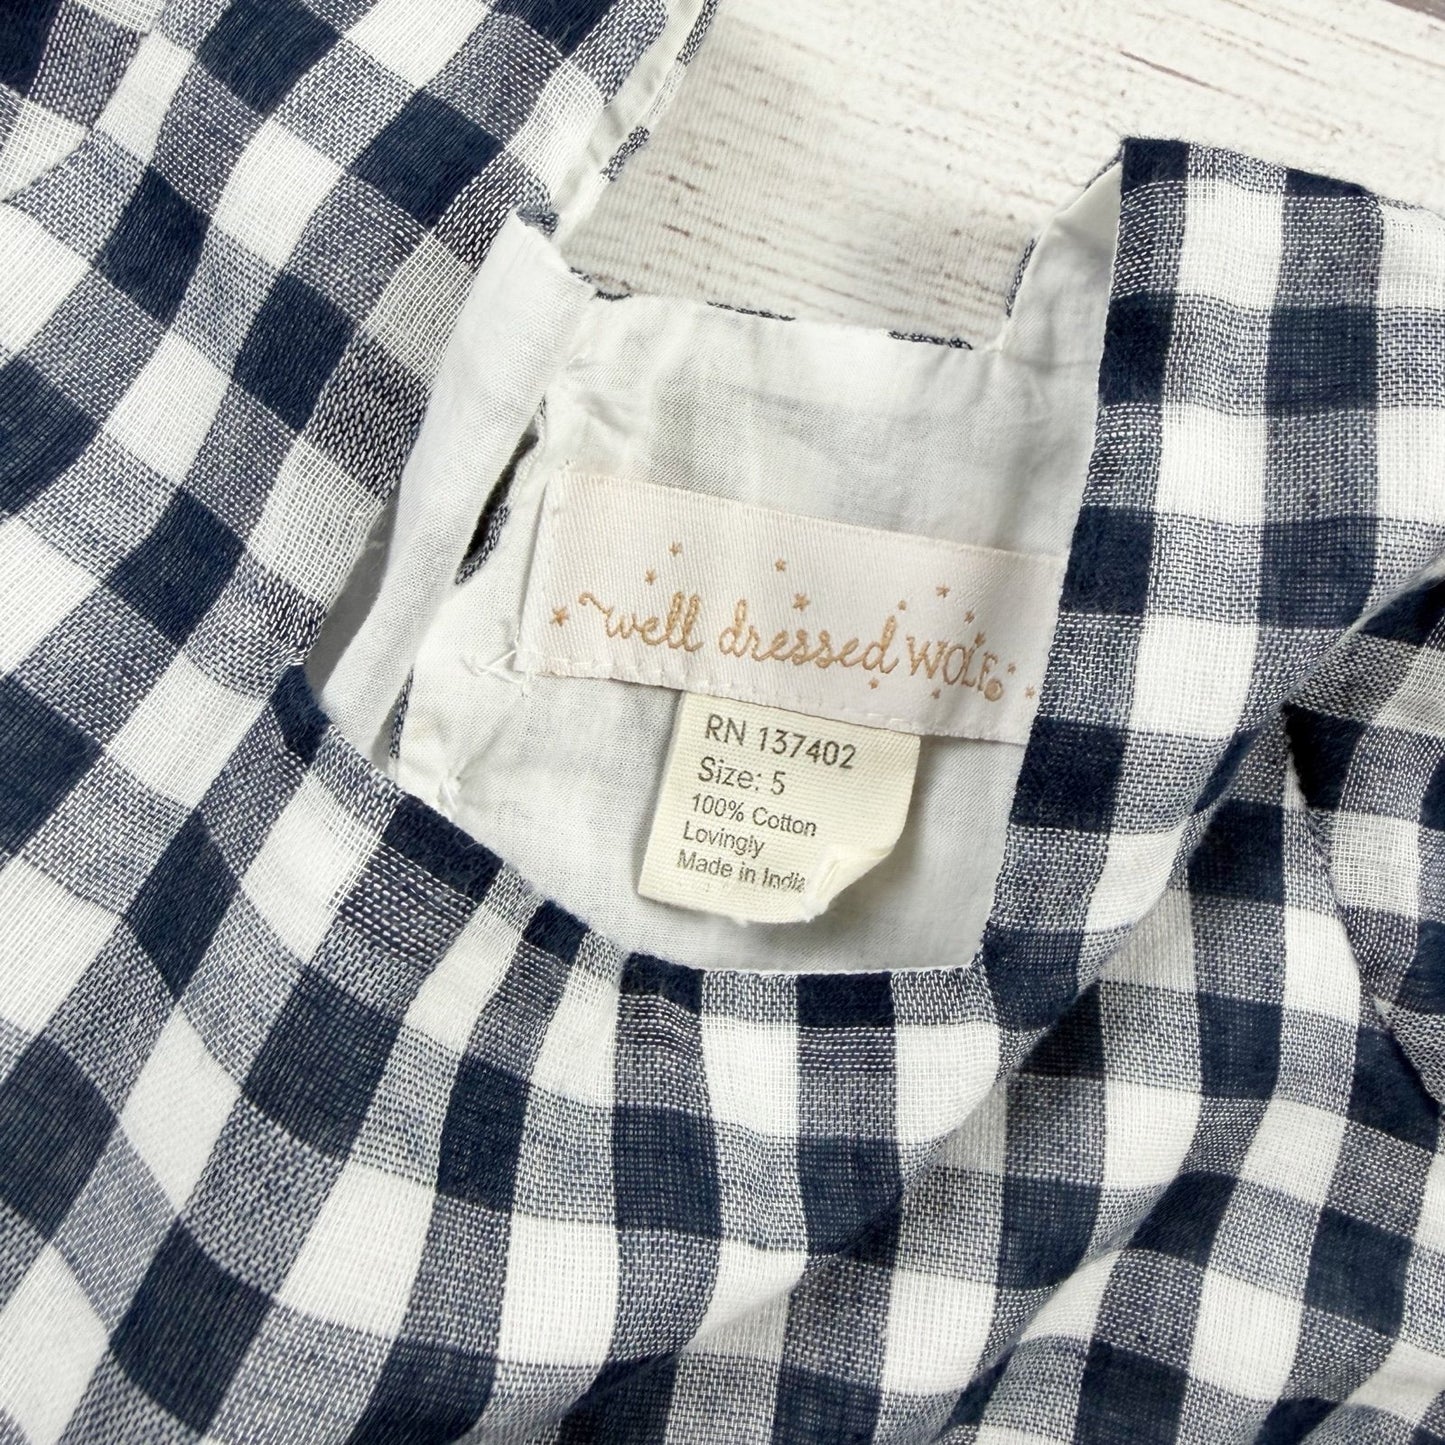 well dressed WOLF®
RN 137402
Size: 5
100% Cotton
Lovingly
Made in India